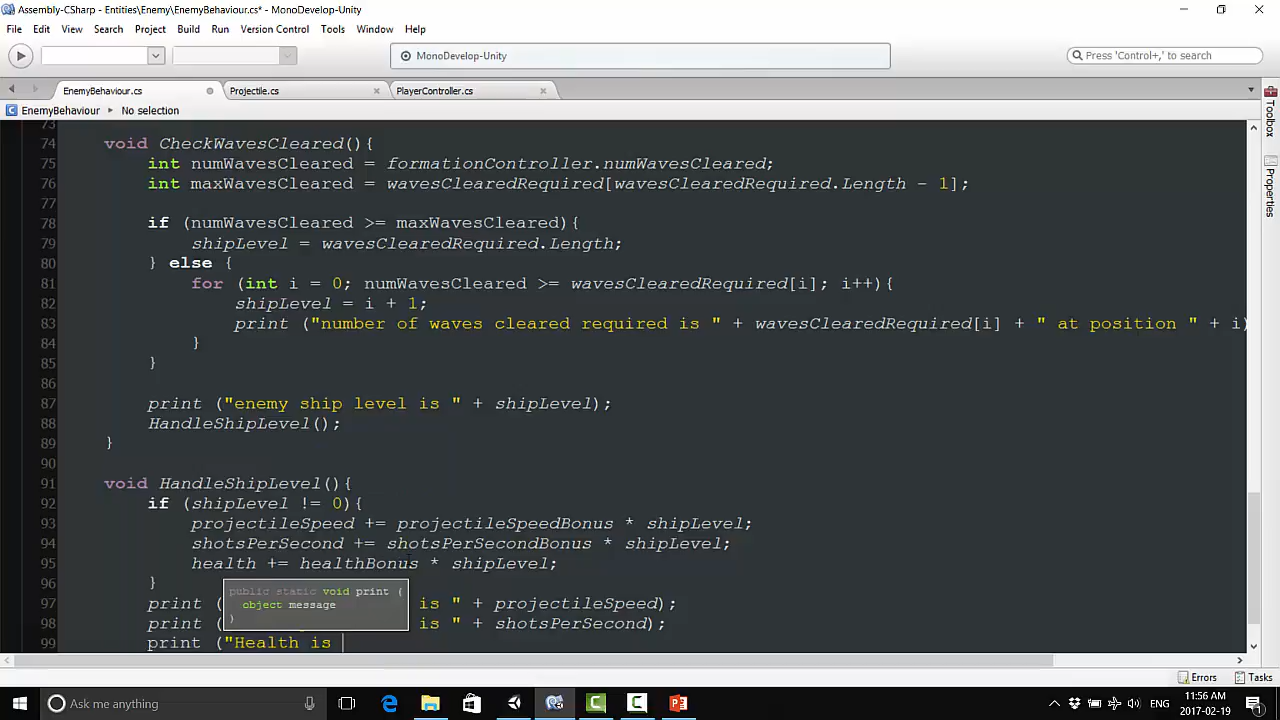 Assembly-CSharp - Entities\Enemy\EnemyBehaviour.cs* - MonoDevelop-Unity
File Edit View Search Project Build Run Version Control Tools Window Help
MonoDevelop-Unity
Press 'Control+,' to search
EnemyBehaviour.cs Projectile.cs PlayerController.cs
EnemyBehaviour No selection
Toolbox
Properties
73
74 void CheckWavesCleared(){
75 int numWavesCleared = formationController.numWavesCleared;
76 int maxWavesCleared = wavesClearedRequired[wavesClearedRequired.Length - 1];
77
78 if (numWavesCleared >= maxWavesCleared){
79 shipLevel = wavesClearedRequired.Length;
80 } else {
81 for (int i = 0; numWavesCleared >= wavesClearedRequired[i]; i++){
82 shipLevel = i + 1;
83 print ("number of waves cleared required is " + wavesClearedRequired[i] + " at position " + i)
84 }
85 }
86
87 print ("enemy ship level is " + shipLevel);
88 HandleShipLevel();
89 }
90
91 void HandleShipLevel(){
92 if (shipLevel != 0){
93 projectileSpeed += projectileSpeedBonus * shipLevel;
94 shotsPerSecond += shotsPerSecondBonus * shipLevel;
95 health += healthBonus * shipLevel;
96 }
97 print ( is " + projectileSpeed);
98 print ( is " + shotsPerSecond);
99 print ("Health is
public static void print (
object message
)
Errors Tasks
Ask me anything
11:56 AM
2017-02-19